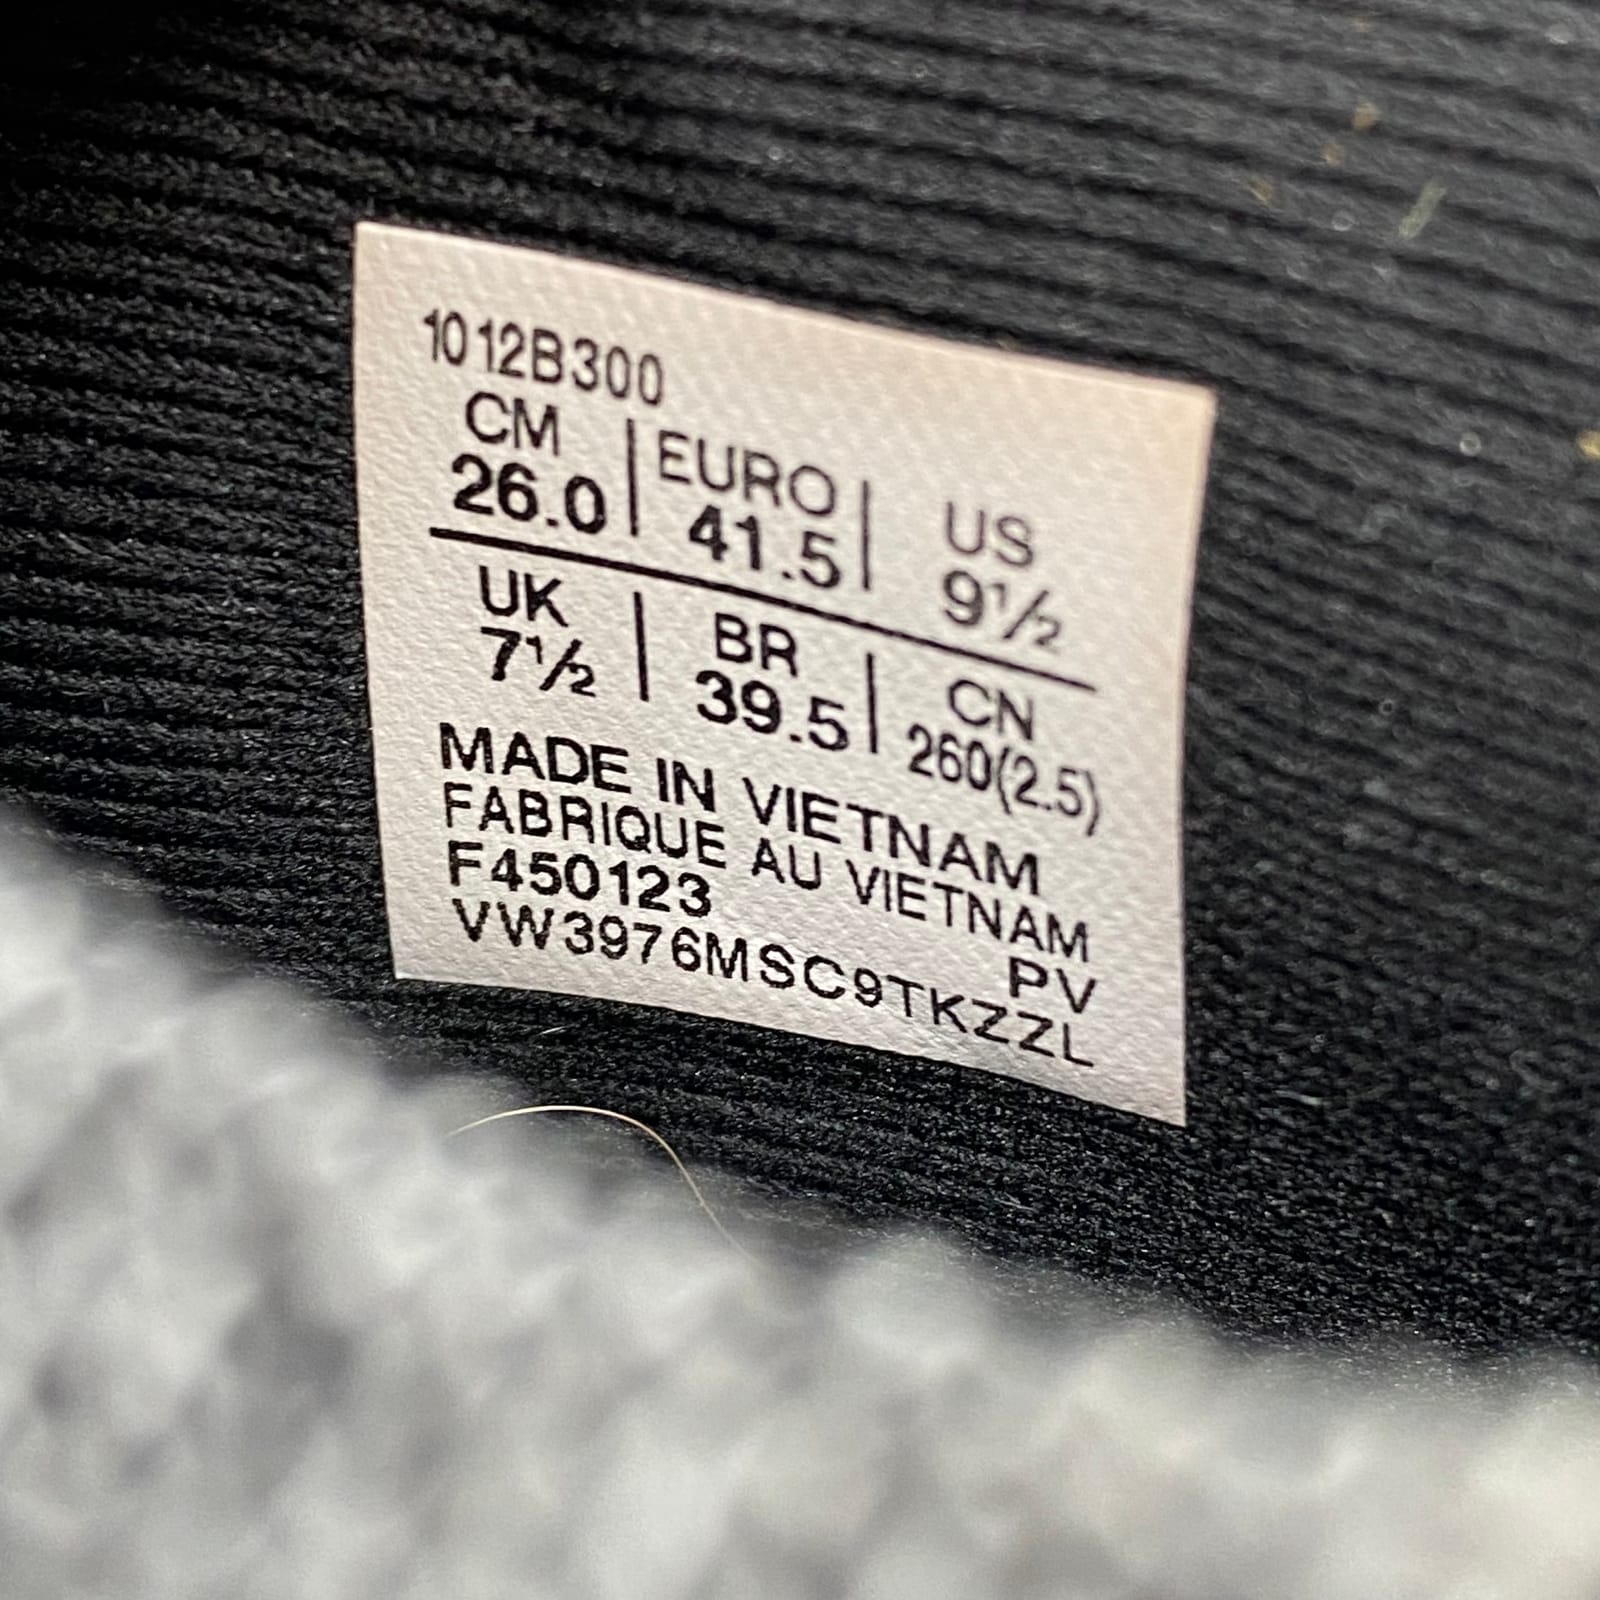 1012B300
CM | EURO | US
26.0 | 41.5 | 9½
UK | BR | CN
7½ | 39.5 | 260(2.5)
MADE IN VIETNAM
FABRIQUE AU VIETNAM
F450123 PV
VW3976MSC9TKZZL